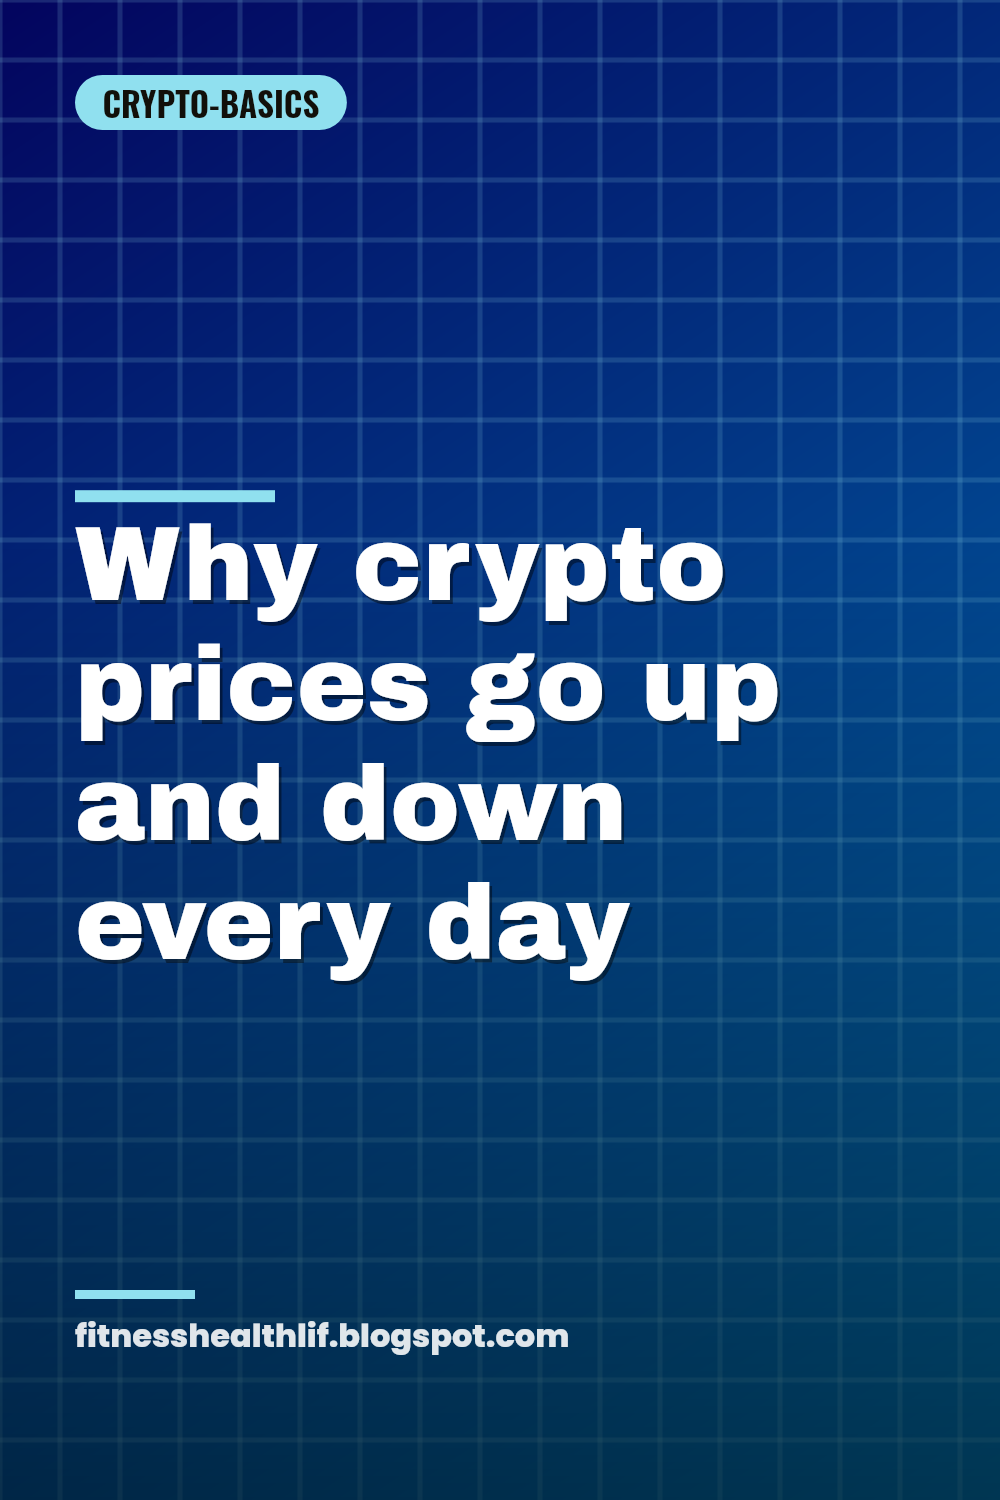 CRYPTO-BASICS
Why crypto
prices go up
and down
every day
fitnesshealthlif.blogspot.com